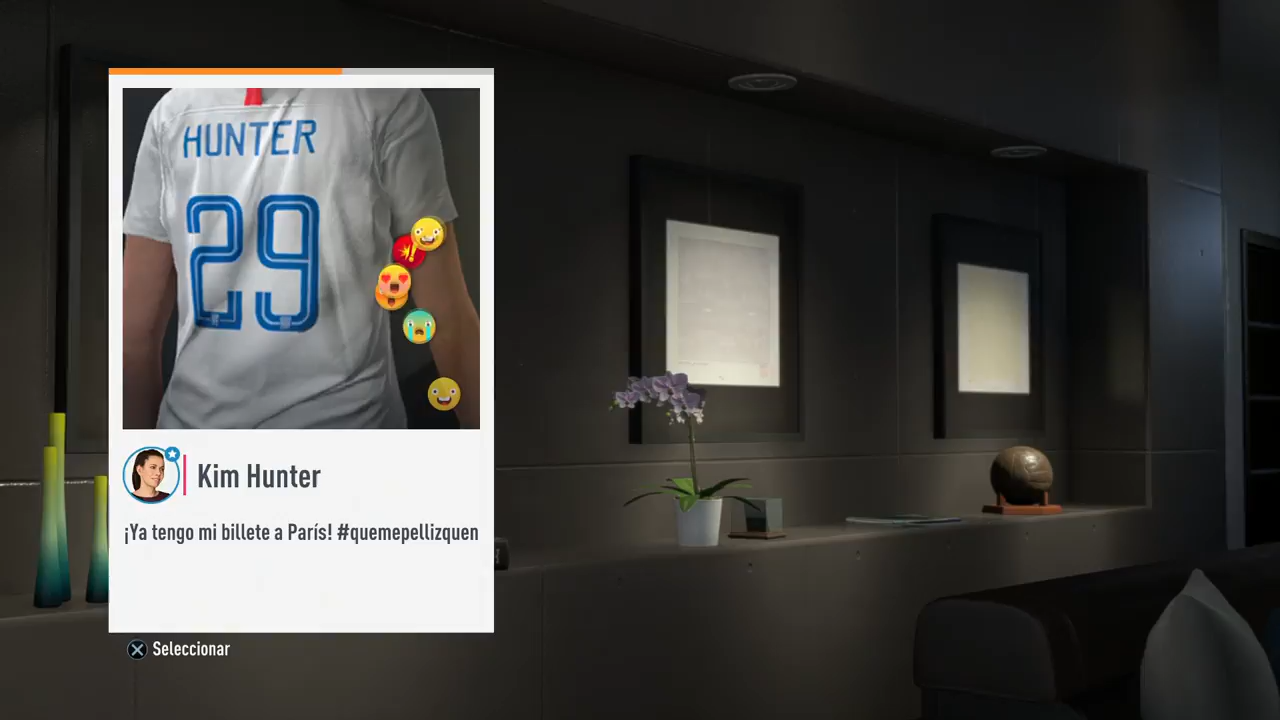 HUNTER
29
Kim Hunter
¡Ya tengo mi billete a París! #quemepellizquen
Seleccionar